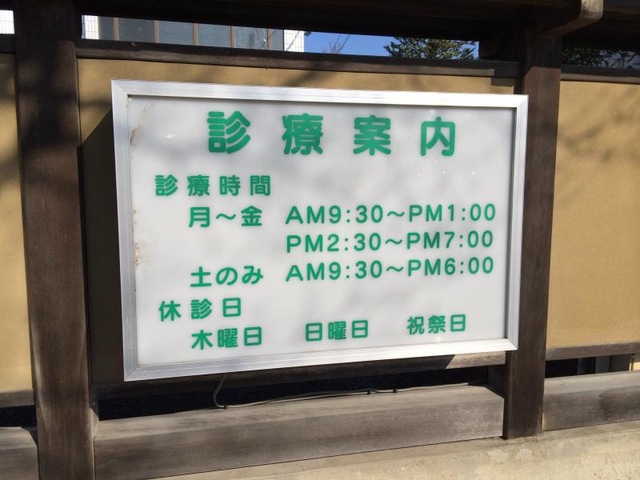 診療案内
診療時間
月〜金 AM9:30〜PM1:00
PM2:30〜PM7:00
土のみ AM9:30〜PM6:00
休診日
木曜日 日曜日 祝祭日